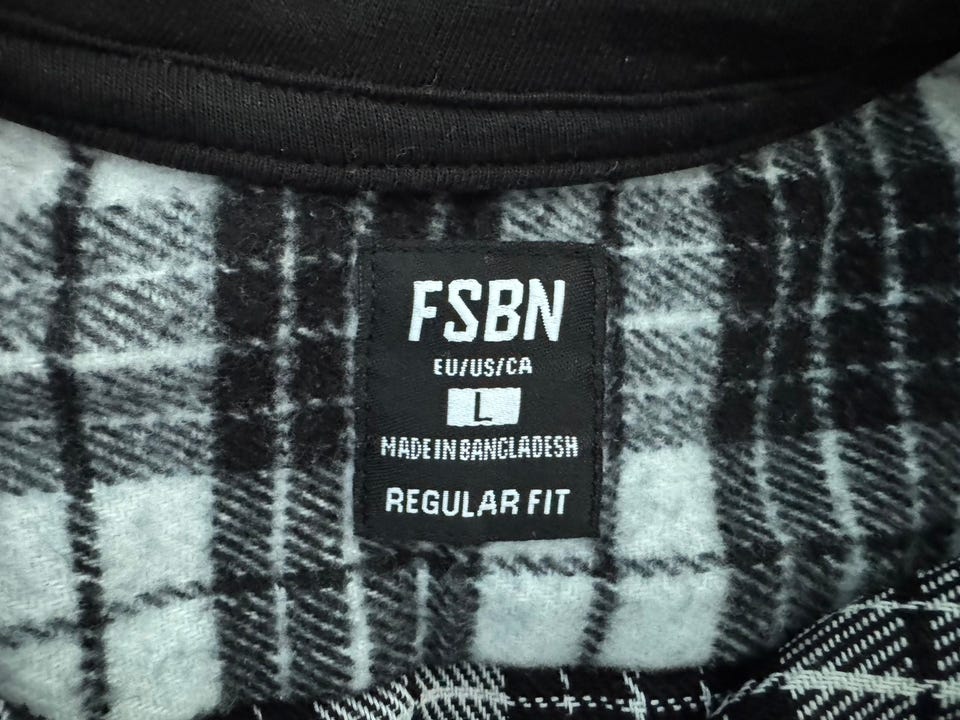 FSBN
EU/US/CA
L
MADE IN BANGLADESH
REGULAR FIT